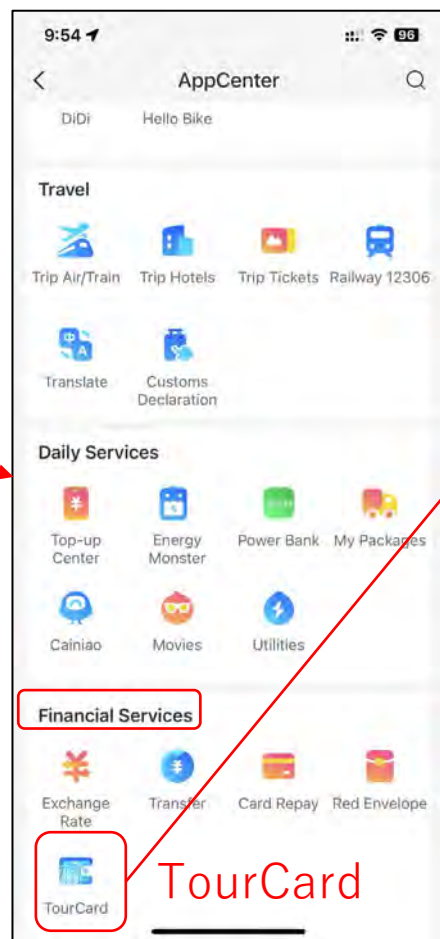 9:54
96
AppCenter
DiDi Hello Bike
Travel
Trip Air/Train Trip Hotels Trip Tickets Railway 12306
Translate Customs
Declaration
Daily Services
Top-up Energy Power Bank My Packages
Center Monster
Cainiao Movies Utilities
Financial Services
Exchange Transfer Card Repay Red Envelope
Rate
TourCard
TourCard